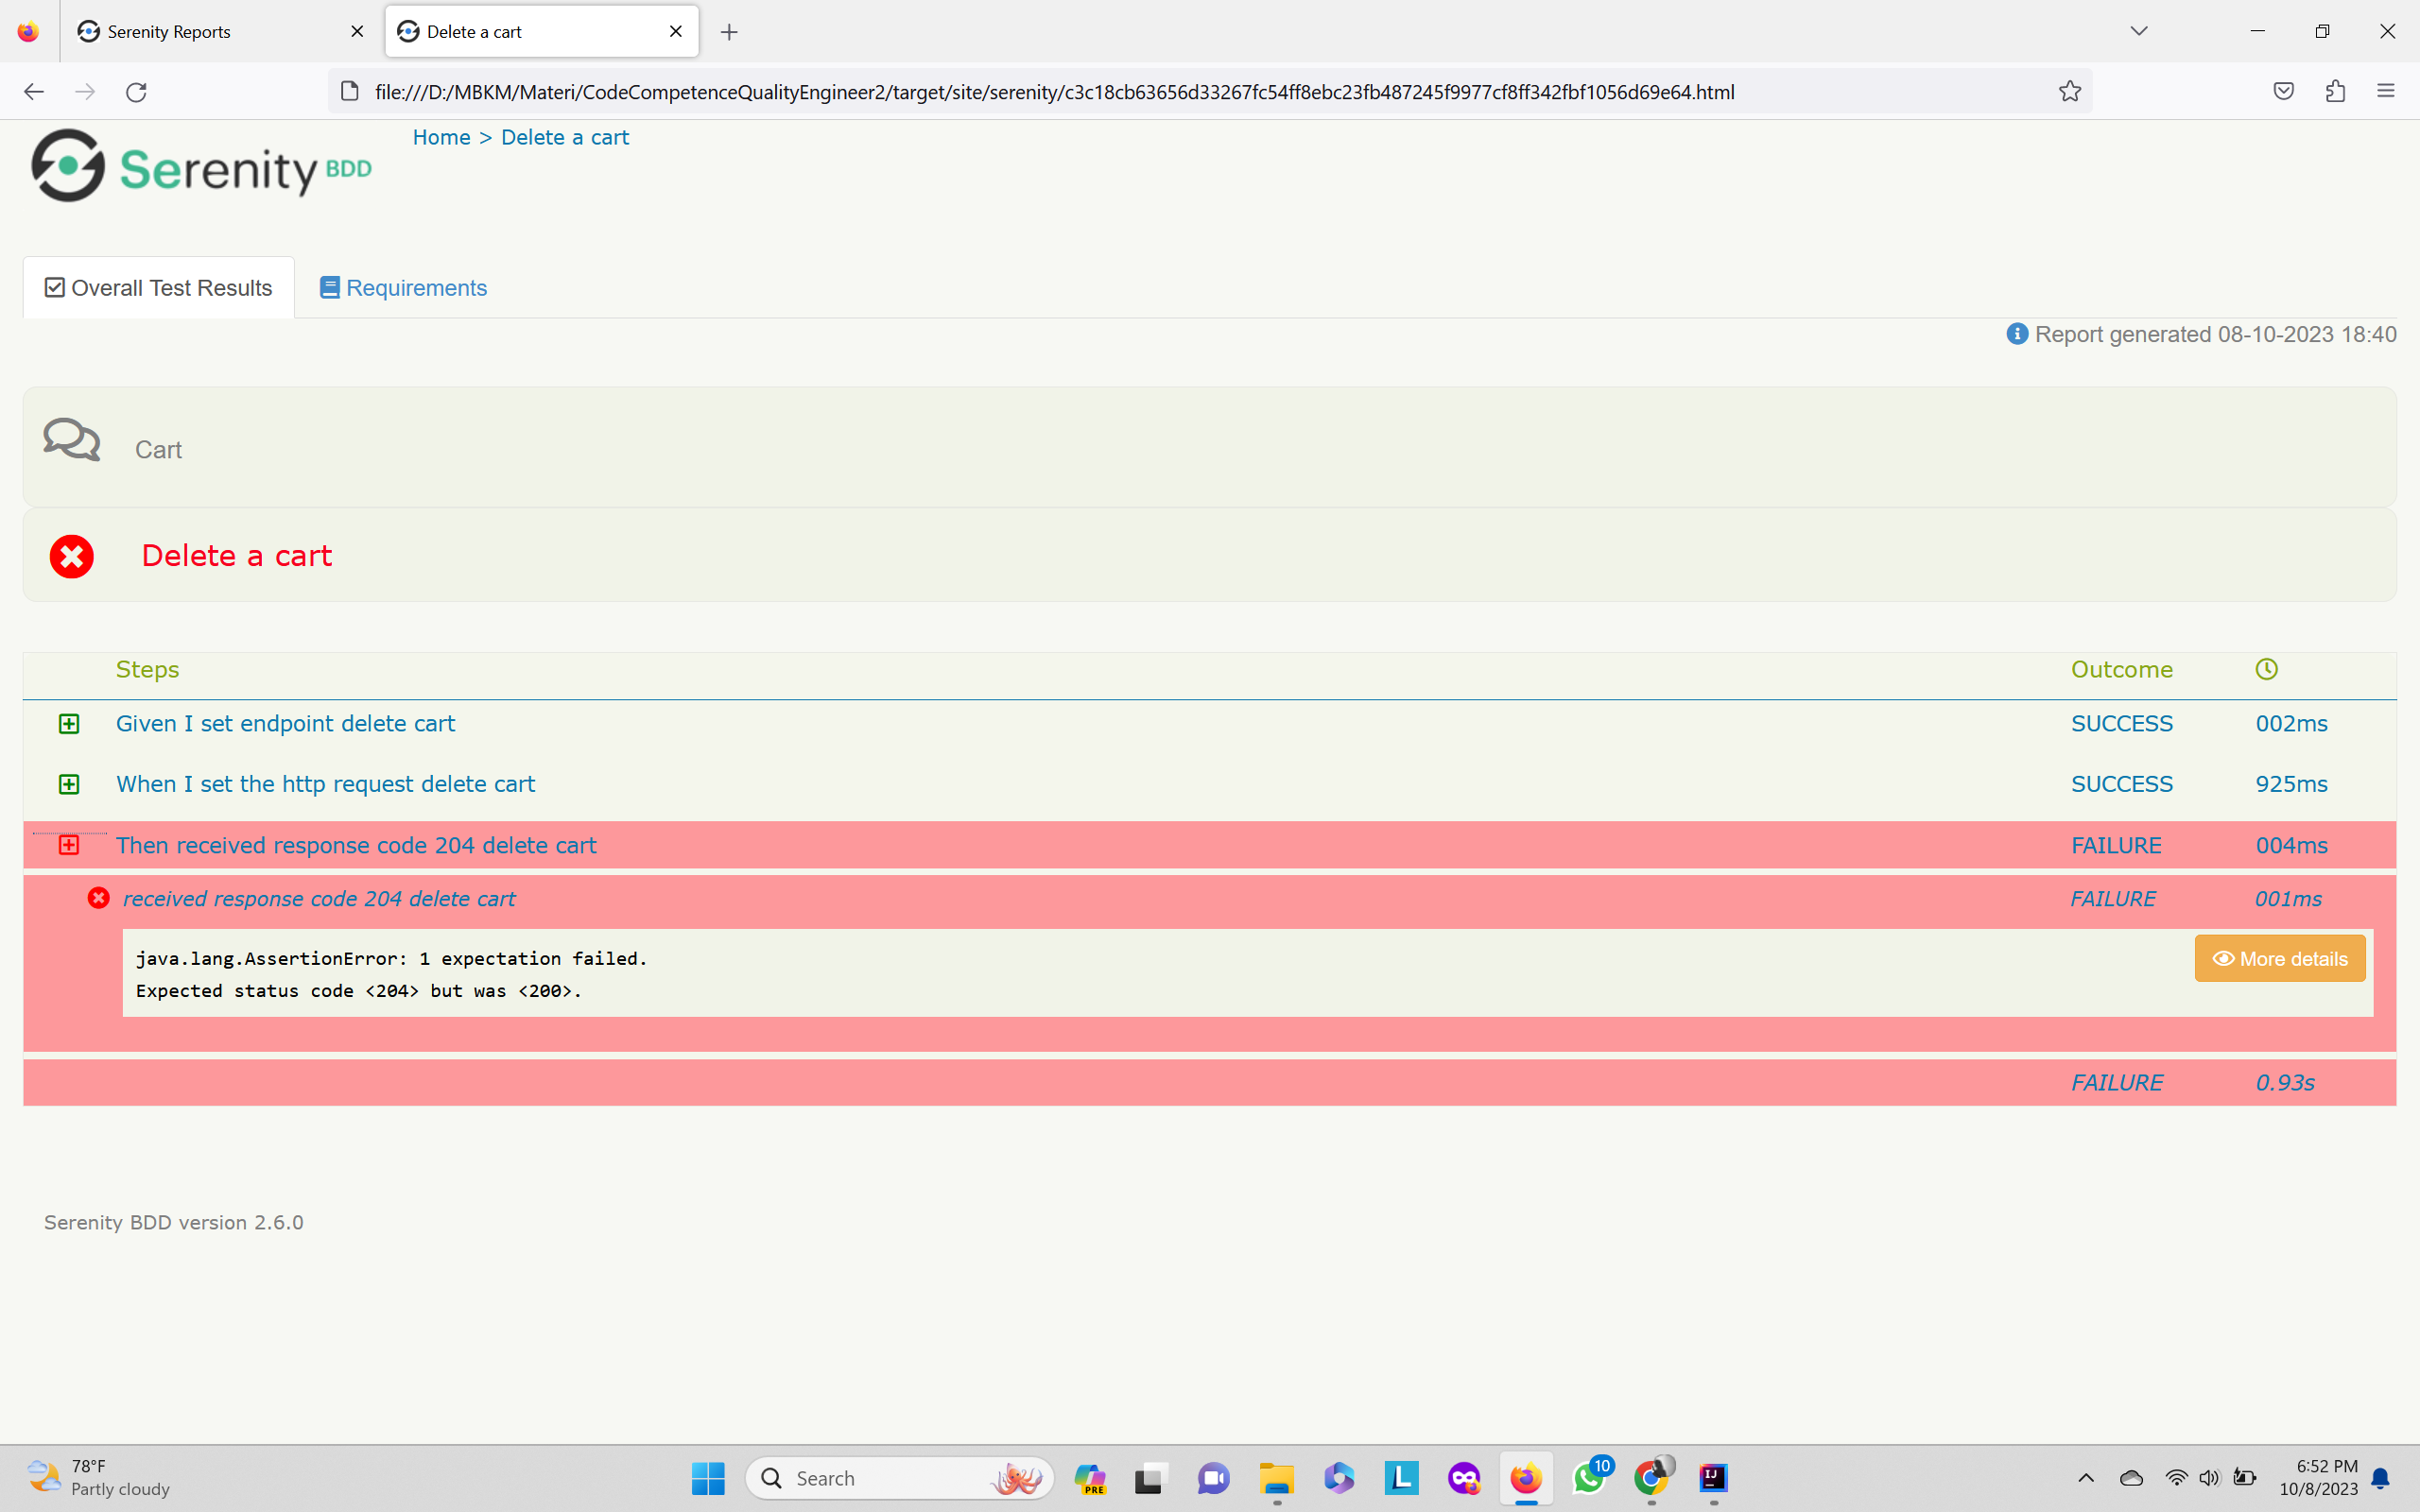 Serenity Reports
Delete a cart
file:///D:/MBKM/Materi/CodeCompetenceQualityEngineer2/target/site/serenity/c3c18cb63656d33267fc54ff8ebc23fb487245f9977cf8ff342fbf1056d69e64.html
Serenity BDD
Home > Delete a cart
Overall Test Results
Requirements
Report generated 08-10-2023 18:40
Cart
Delete a cart
Steps Outcome
Given I set endpoint delete cart SUCCESS 002ms
When I set the http request delete cart SUCCESS 925ms
Then received response code 204 delete cart FAILURE 004ms
received response code 204 delete cart FAILURE 001ms
java.lang.AssertionError: 1 expectation failed.
More details
Expected status code <204> but was <200>.
FAILURE 0.93s
Serenity BDD version 2.6.0
78°F
Partly cloudy
Search
PRE
L
10
IJ
6:52 PM
10/8/2023